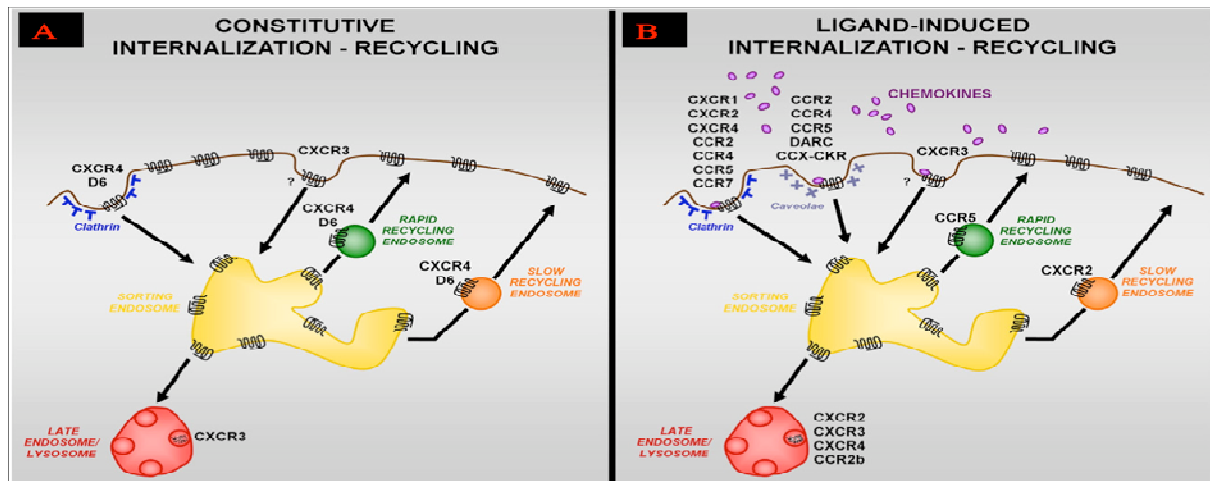 A
CONSTITUTIVE
INTERNALIZATION - RECYCLING
CXCR4
D6
CXCR3
?
Clathrin
CXCR4
D6
RAPID
RECYCLING
ENDOSOME
CXCR4
D6
SLOW
RECYCLING
ENDOSOME
SORTING
ENDOSOME
LATE
ENDOSOME/
LYSOSOME
CXCR3
B
LIGAND-INDUCED
INTERNALIZATION - RECYCLING
CHEMOKINES
CXCR1
CXCR2
CXCR4
CCR2
CCR4
CCR5
CCR7
CCR2
CCR4
CCR5
DARC
CCX-CKR
CXCR3
?
Clathrin
Caveolae
CCR5
RAPID
RECYCLING
ENDOSOME
CXCR2
SLOW
RECYCLING
ENDOSOME
SORTING
ENDOSOME
LATE
ENDOSOME/
LYSOSOME
CXCR2
CXCR3
CXCR4
CCR2b